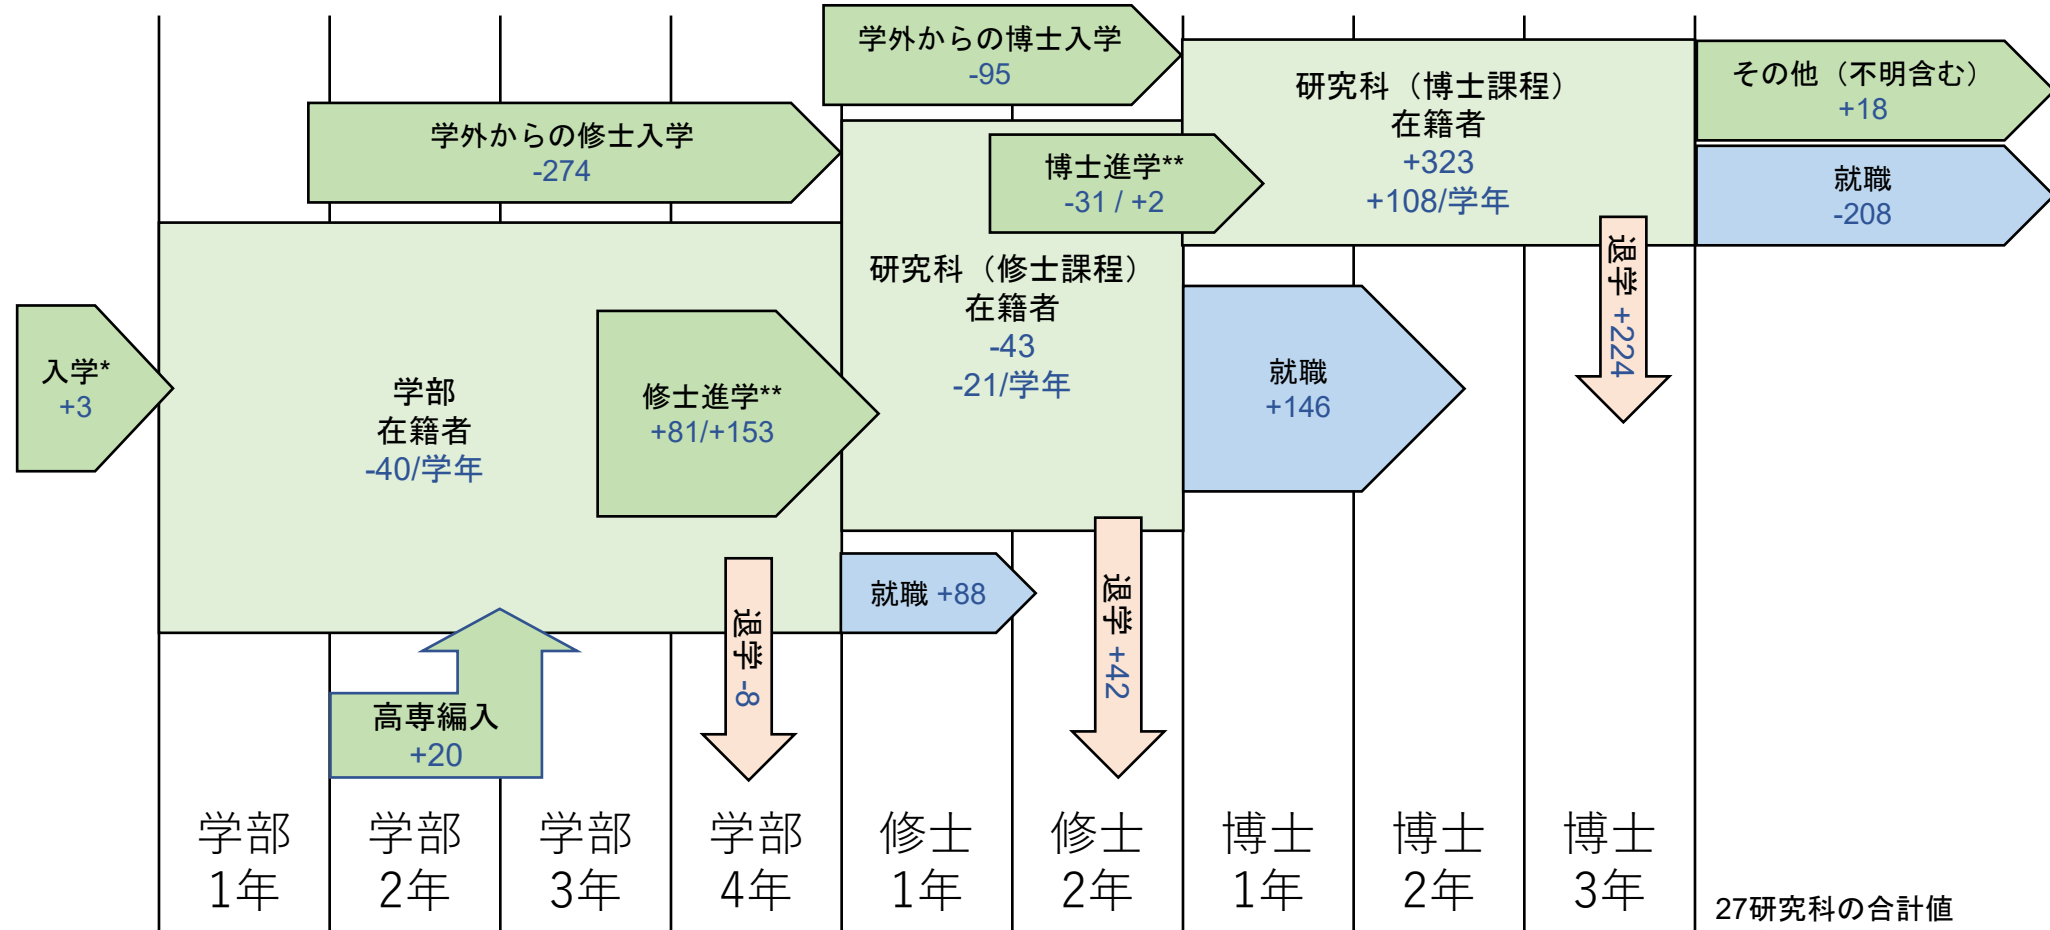 学外からの博士入学
-95
研究科（博士課程）
在籍者
+323
+108/学年
その他（不明含む）
+18
就職
-208
学外からの修士入学
-274
博士進学**
-31 / +2
退学 +224
研究科（修士課程）
在籍者
-43
-21/学年
入学*
+3
学部
在籍者
-40/学年
修士進学**
+81/+153
就職
+146
就職 +88
退学 -8
退学 +42
高専編入
+20
学部
1年
学部
2年
学部
3年
学部
4年
修士
1年
修士
2年
博士
1年
博士
2年
博士
3年
27研究科の合計値